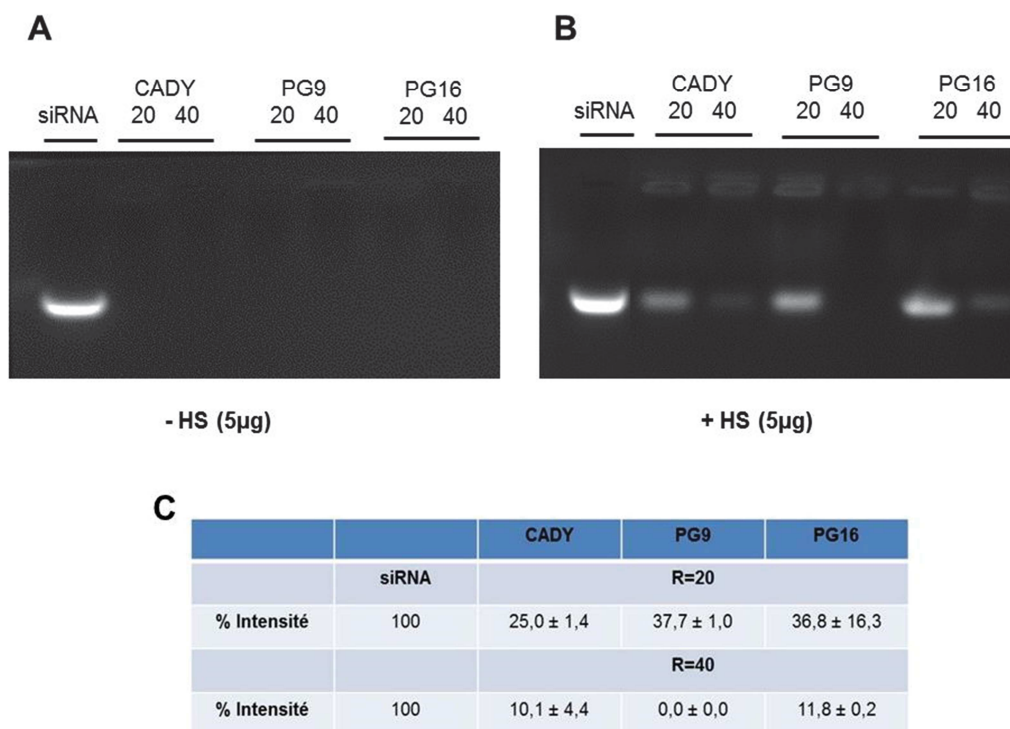 A
CADY PG9 PG16
siRNA 20 40 20 40 20 40
- HS (5µg)
B
CADY PG9 PG16
siRNA 20 40 20 40 20 40
+ HS (5µg)
C
CADY PG9 PG16
siRNA R=20
% Intensité 100 25,0 ± 1,4 37,7 ± 1,0 36,8 ± 16,3
R=40
% Intensité 100 10,1 ± 4,4 0,0 ± 0,0 11,8 ± 0,2